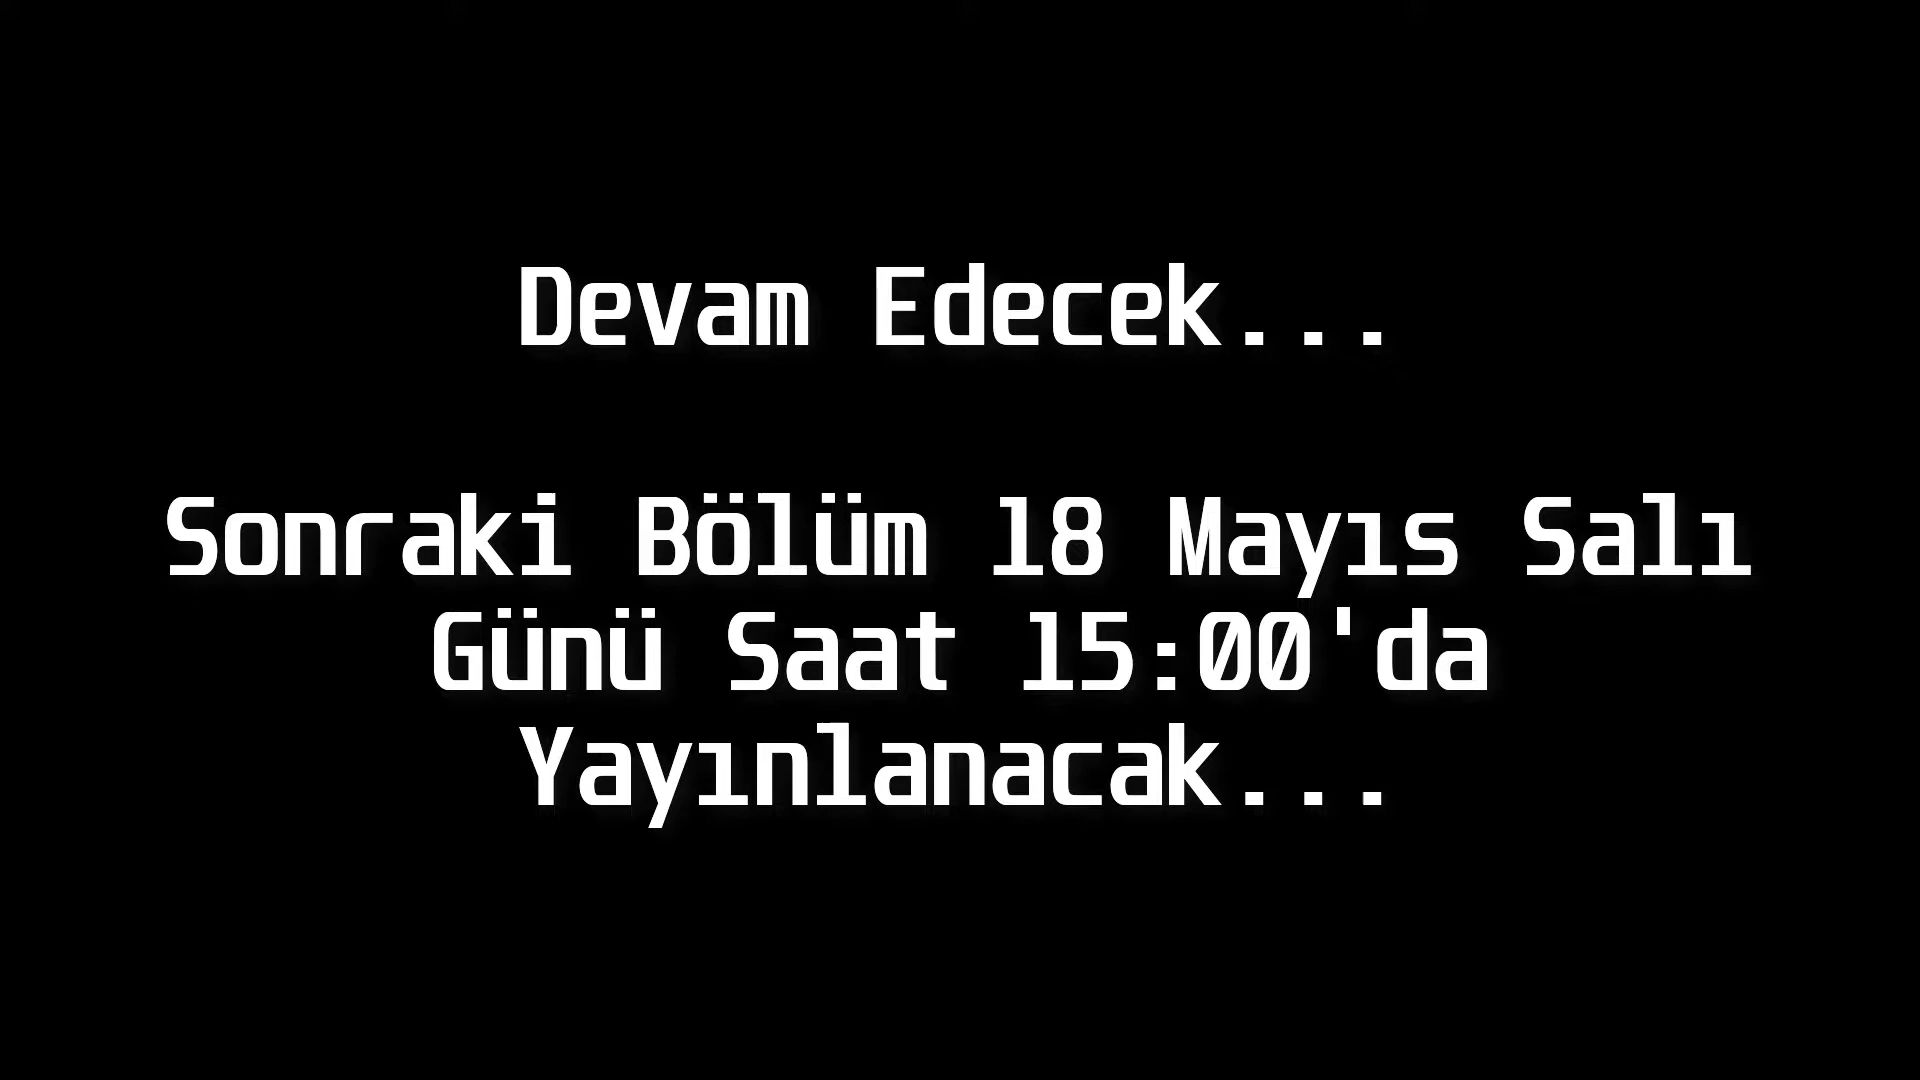 Devam Edecek...
Sonraki Bölüm 18 Mayıs Salı
Günü Saat 15:00'da
Yayınlanacak...